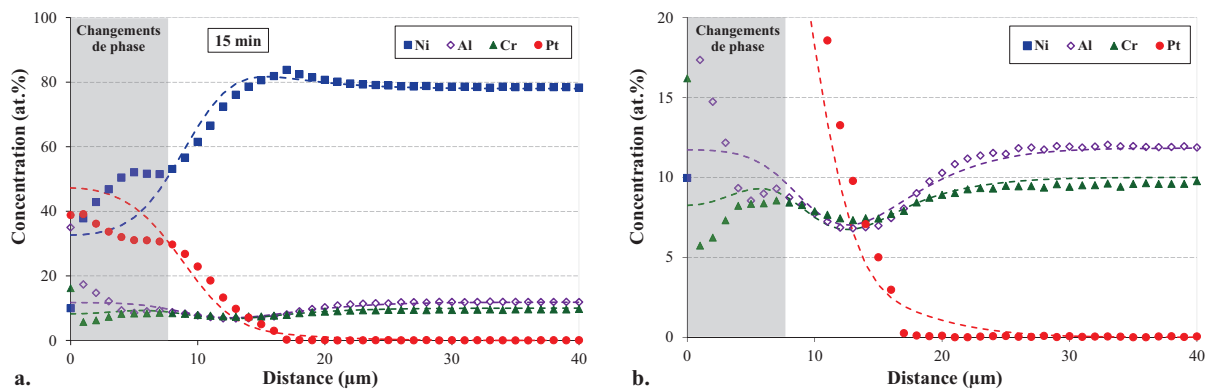 Changements
de phase
15 min
Ni Al Cr Pt
Concentration (at.%)
100
80
60
40
20
0
0 10 20 30 40
Distance (µm)
a.
Changements
de phase
Ni Al Cr Pt
Concentration (at.%)
20
15
10
5
0
0 10 20 30 40
Distance (µm)
b.